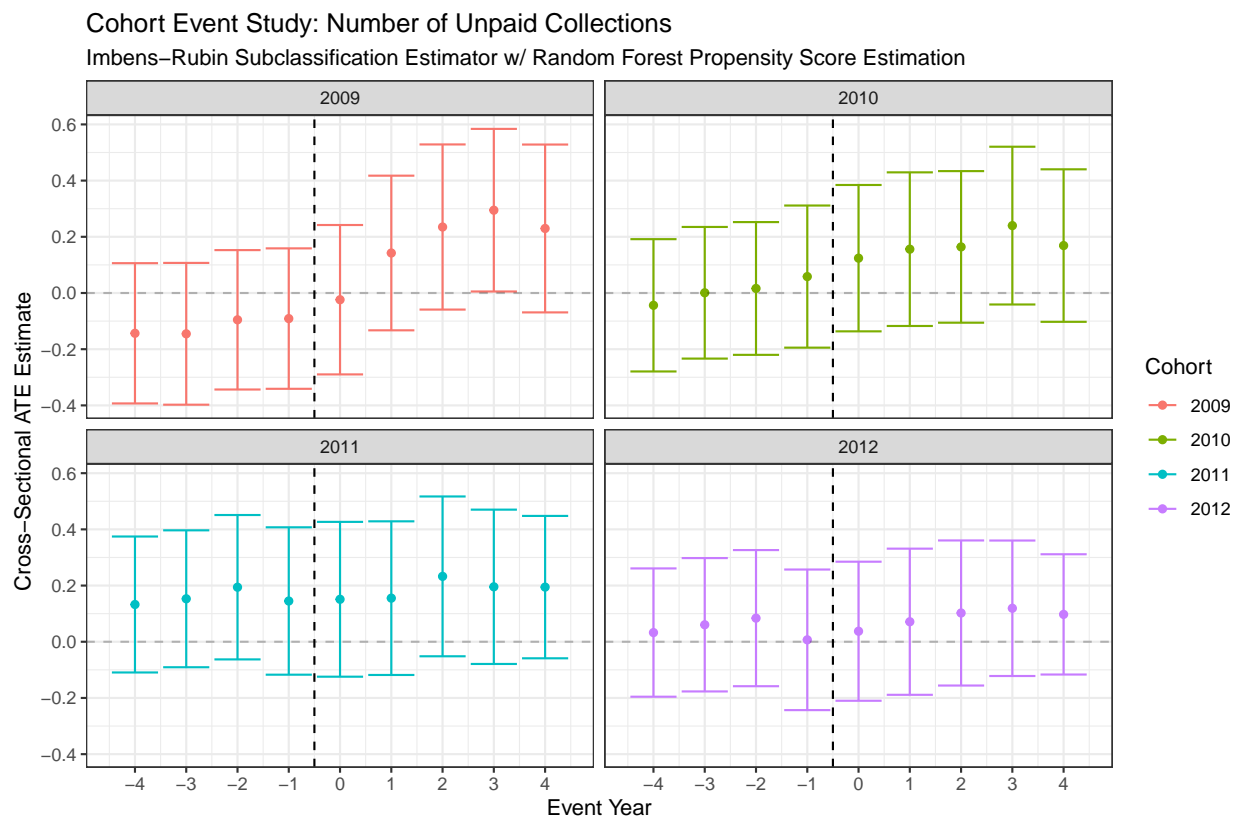 Cohort Event Study: Number of Unpaid Collections
Imbens−Rubin Subclassification Estimator w/ Random Forest Propensity Score Estimation
2009
2010
0.6
0.4
0.2
0.0
−0.2
−0.4
2011
2012
0.6
0.4
0.2
0.0
−0.2
−0.4
−4 −3 −2 −1 0 1 2 3 4
−4 −3 −2 −1 0 1 2 3 4
Event Year
Cross−Sectional ATE Estimate
Cohort
2009
2010
2011
2012